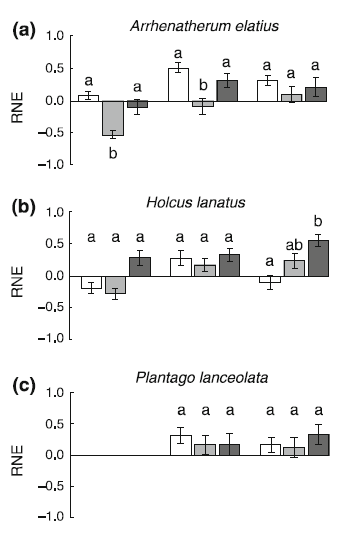 (a) Arrhenatherum elatius
1.0
0.5
0.0
−0.5
−1.0
RNE
a b a
a b a
a a a
(b) Holcus lanatus
1.0
0.5
0.0
−0.5
−1.0
RNE
a a a
a a a
a ab b
(c) Plantago lanceolata
1.0
0.5
0.0
−0.5
−1.0
RNE
a a a
a a a